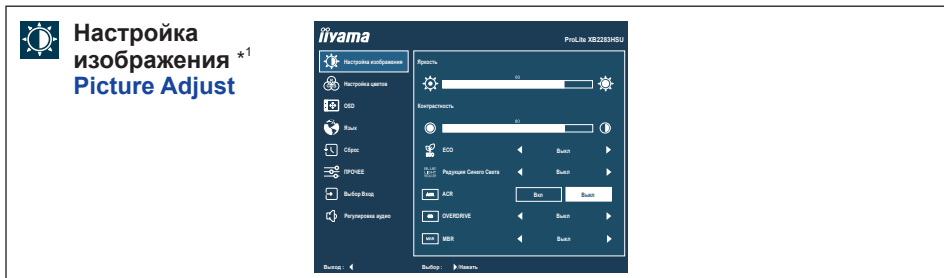 Настройка
изображения *1
Picture Adjust
iiyama
ProLite XB2283HSU
Настройка изображения
Настройка цветов
OSD
Язык
Сброс
ПРОЧЕЕ
Выбор Вход
Регулировка аудио
Яркость
80
Контрастность
80
ECO Выкл
Редукция Синего Света Выкл
ACR Вкл Выкл
OVERDRIVE Выкл
MBR Выкл
Выход : Выбор : /Нажать